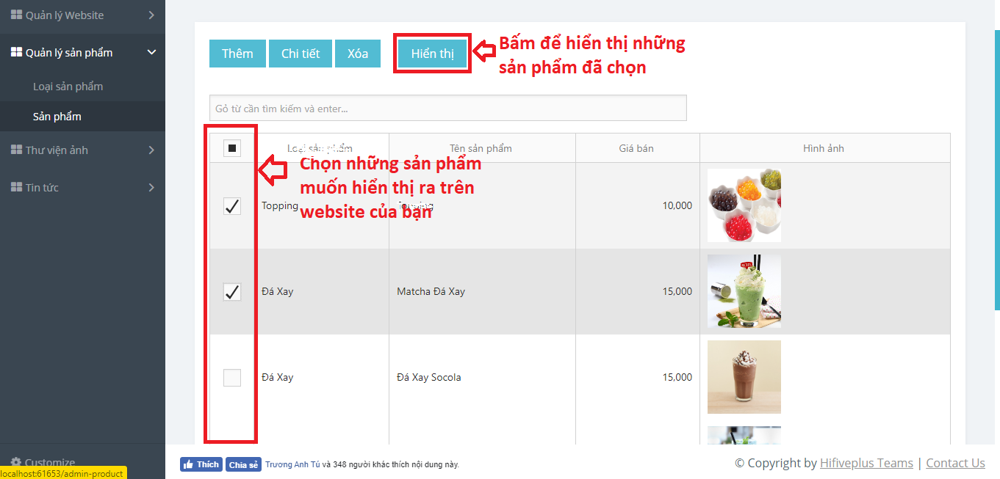 Quản lý Website
Quản lý sản phẩm
Loại sản phẩm
Sản phẩm
Thư viện ảnh
Tin tức
Customize
localhost:61653/admin-product
Thêm
Chi tiết
Xóa
Hiển thị
Bấm để hiển thị những
sản phẩm đã chọn
Gỏ từ cần tìm kiếm và enter...
Loại sản phẩm
Tên sản phẩm
Giá bán
Hình ảnh
Chọn những sản phẩm
muốn hiển thị ra trên
website của bạn
Topping
Topping
10,000
Đá Xay
Matcha Đá Xay
15,000
Đá Xay
Đá Xay Socola
15,000
Thích
Chia sẻ
Trương Anh Tú và 348 người khác thích nội dung này.
© Copyright by Hifiveplus Teams | Contact Us